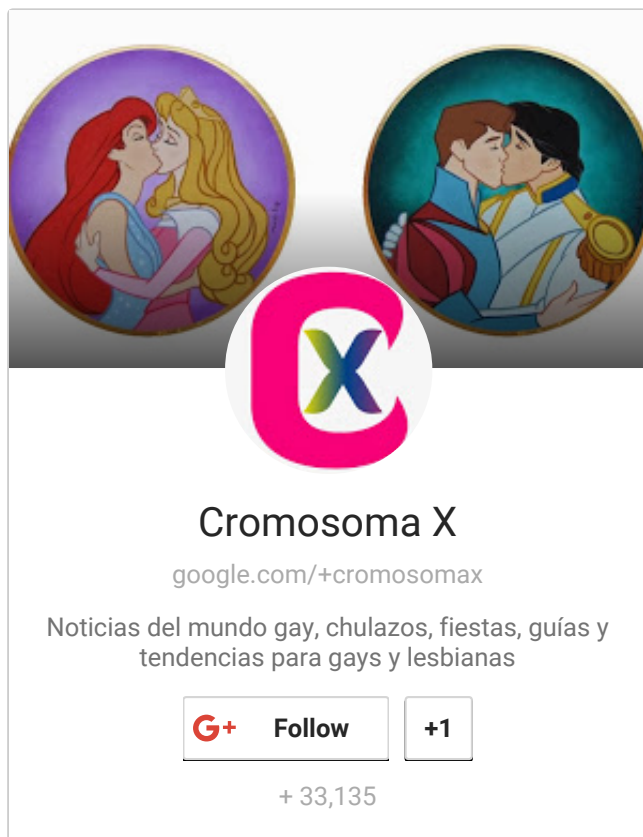 CX
Cromosoma X
google.com/+cromosomax
Noticias del mundo gay, chulazos, fiestas, guías y
tendencias para gays y lesbianas
G+ Follow +1
+ 33,135